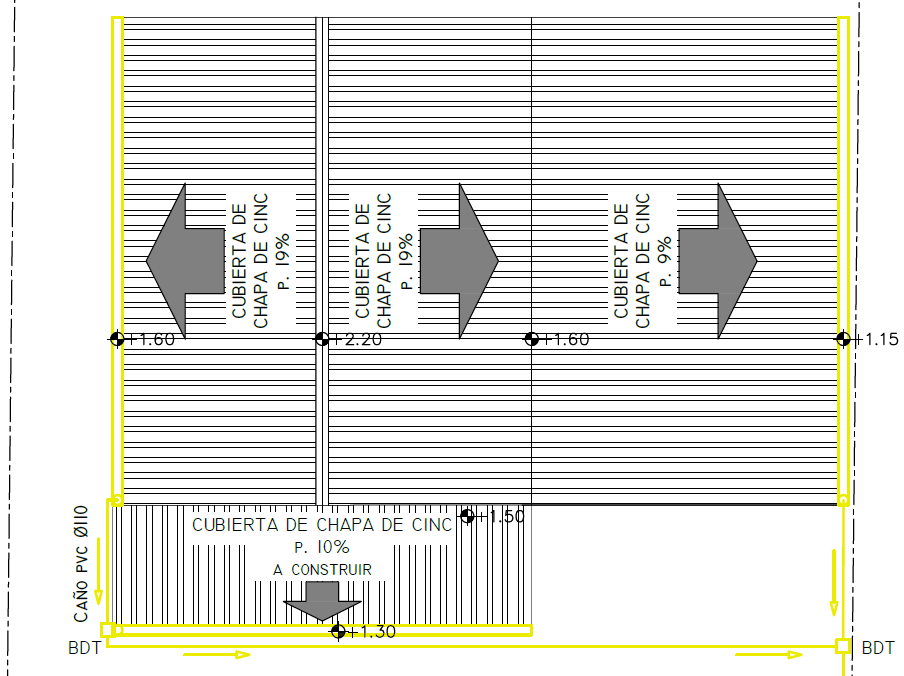 CUBIERTA DE
CHAPA DE CINC
P. 19%
CUBIERTA DE
CHAPA DE CINC
P. 19%
CUBIERTA DE
CHAPA DE CINC
P. 9%
+1.60
+2.20
+1.60
+1.15
CAÑO PVC Ø110
+1.50
CUBIERTA DE CHAPA DE CINC
P. 10%
A CONSTRUIR
+1.30
BDT
BDT